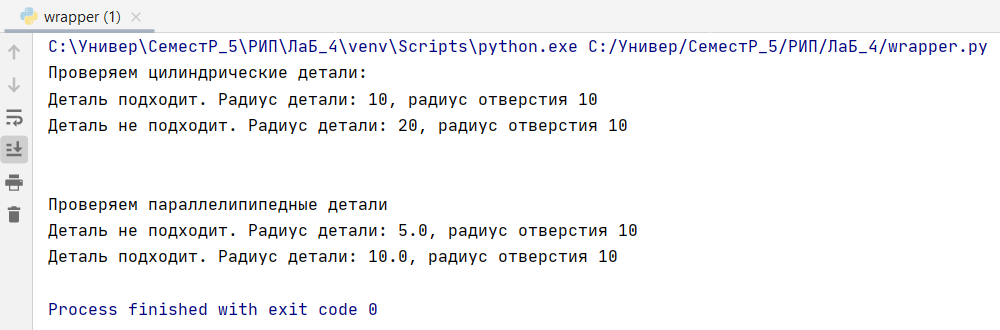 wrapper (1)
C:\Универ\СеместР_5\РИП\ЛаБ_4\venv\Scripts\python.exe C:/Универ/СеместР_5/РИП/ЛаБ_4/wrapper.py
Проверяем цилиндрические детали:
Деталь подходит. Радиус детали: 10, радиус отверстия 10
Деталь не подходит. Радиус детали: 20, радиус отверстия 10
Проверяем параллелипипедные детали
Деталь не подходит. Радиус детали: 5.0, радиус отверстия 10
Деталь подходит. Радиус детали: 10.0, радиус отверстия 10
Process finished with exit code 0